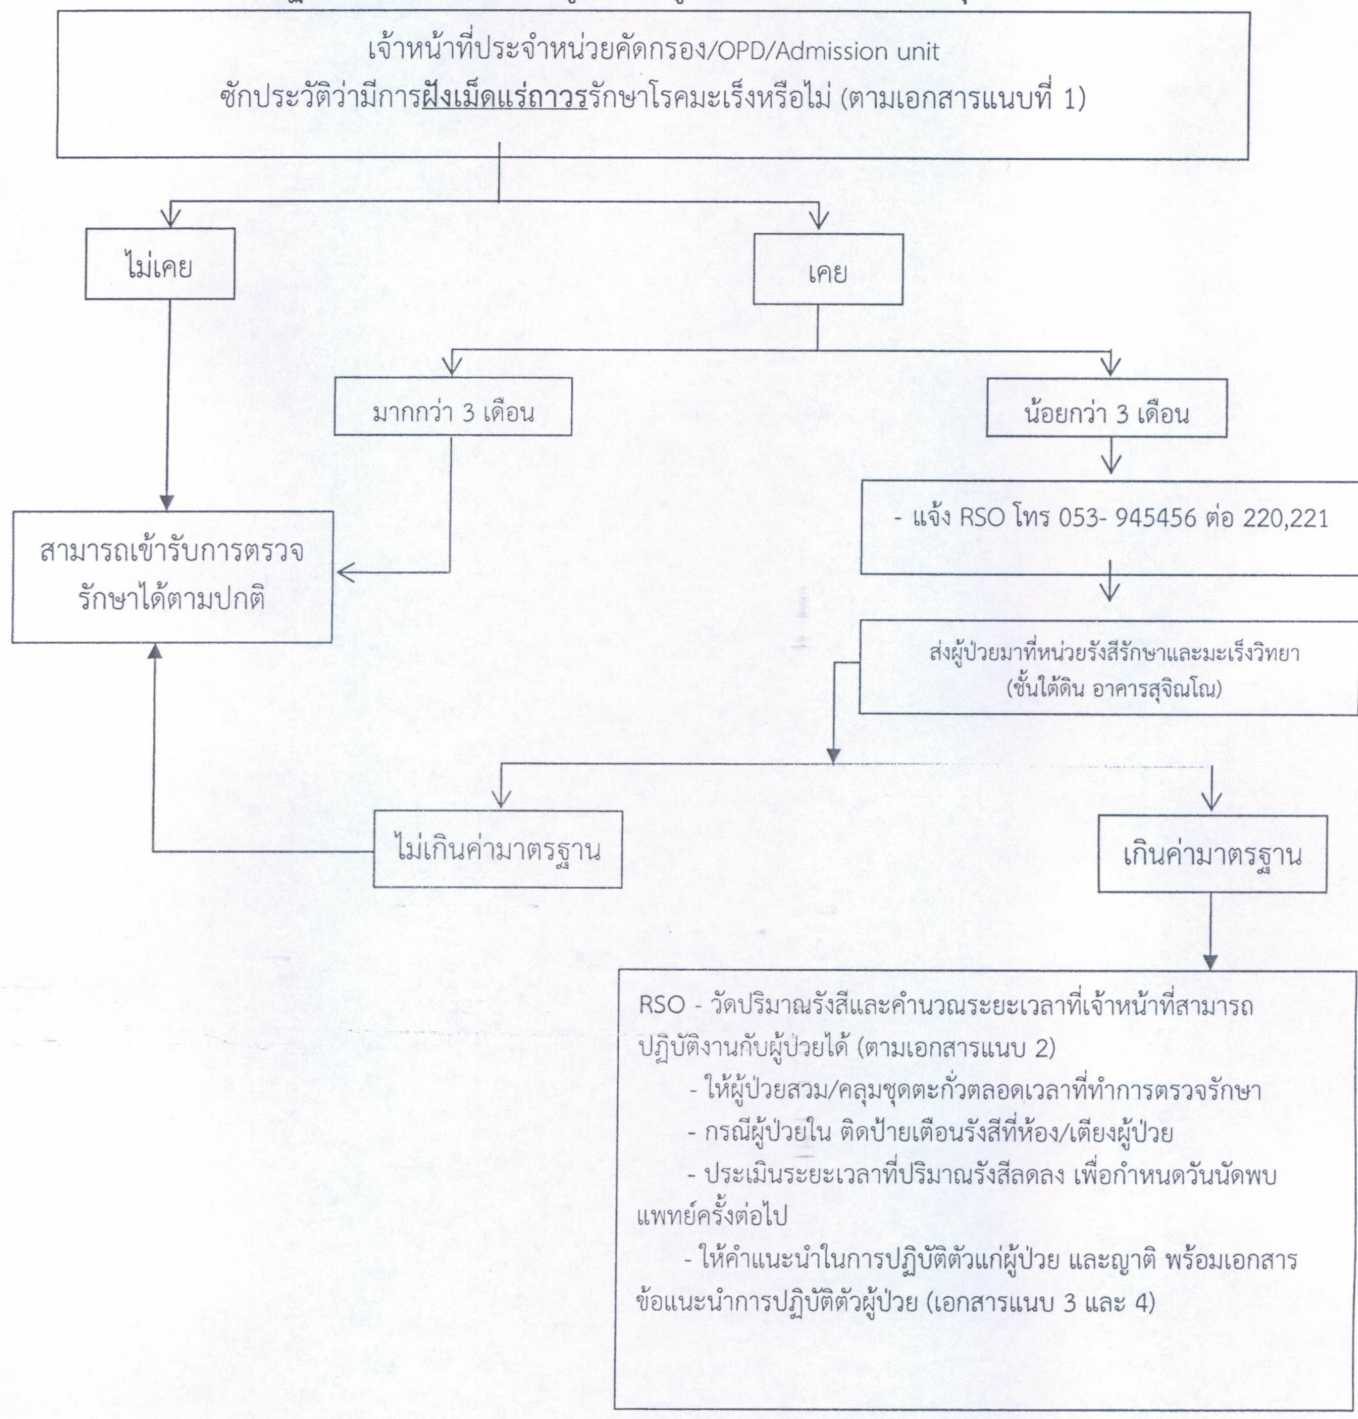 เจ้าหน้าที่ประจำหน่วยคัดกรอง/OPD/Admission unit
ซักประวัติว่ามีการฝังเม็ดแร่ถาวรรักษาโรคมะเร็งหรือไม่ (ตามเอกสารแนบที่ 1)
ไม่เคย
เคย
มากกว่า 3 เดือน
น้อยกว่า 3 เดือน
- แจ้ง RSO โทร 053- 945456 ต่อ 220,221
สามารถเข้ารับการตรวจ
รักษาได้ตามปกติ
ส่งผู้ป่วยมาที่หน่วยรังสีรักษาและมะเร็งวิทยา
(ชั้นใต้ดิน อาคารสุจิณโณ)
ไม่เกินค่ามาตรฐาน
เกินค่ามาตรฐาน
RSO - วัดปริมาณรังสีและคำนวณระยะเวลาที่เจ้าหน้าที่สามารถ
ปฏิบัติงานกับผู้ป่วยได้ (ตามเอกสารแนบ 2)
- ให้ผู้ป่วยสวม/คลุมชุดตะกั่วตลอดเวลาที่ทำการตรวจรักษา
- กรณีผู้ป่วยใน ติดป้ายเตือนรังสีที่ห้อง/เตียงผู้ป่วย
- ประเมินระยะเวลาที่ปริมาณรังสีลดลง เพื่อกำหนดวันนัดพบ
แพทย์ครั้งต่อไป
- ให้คำแนะนำในการปฏิบัติตัวแก่ผู้ป่วย และญาติ พร้อมเอกสาร
ข้อแนะนำการปฏิบัติตัวผู้ป่วย (เอกสารแนบ 3 และ 4)